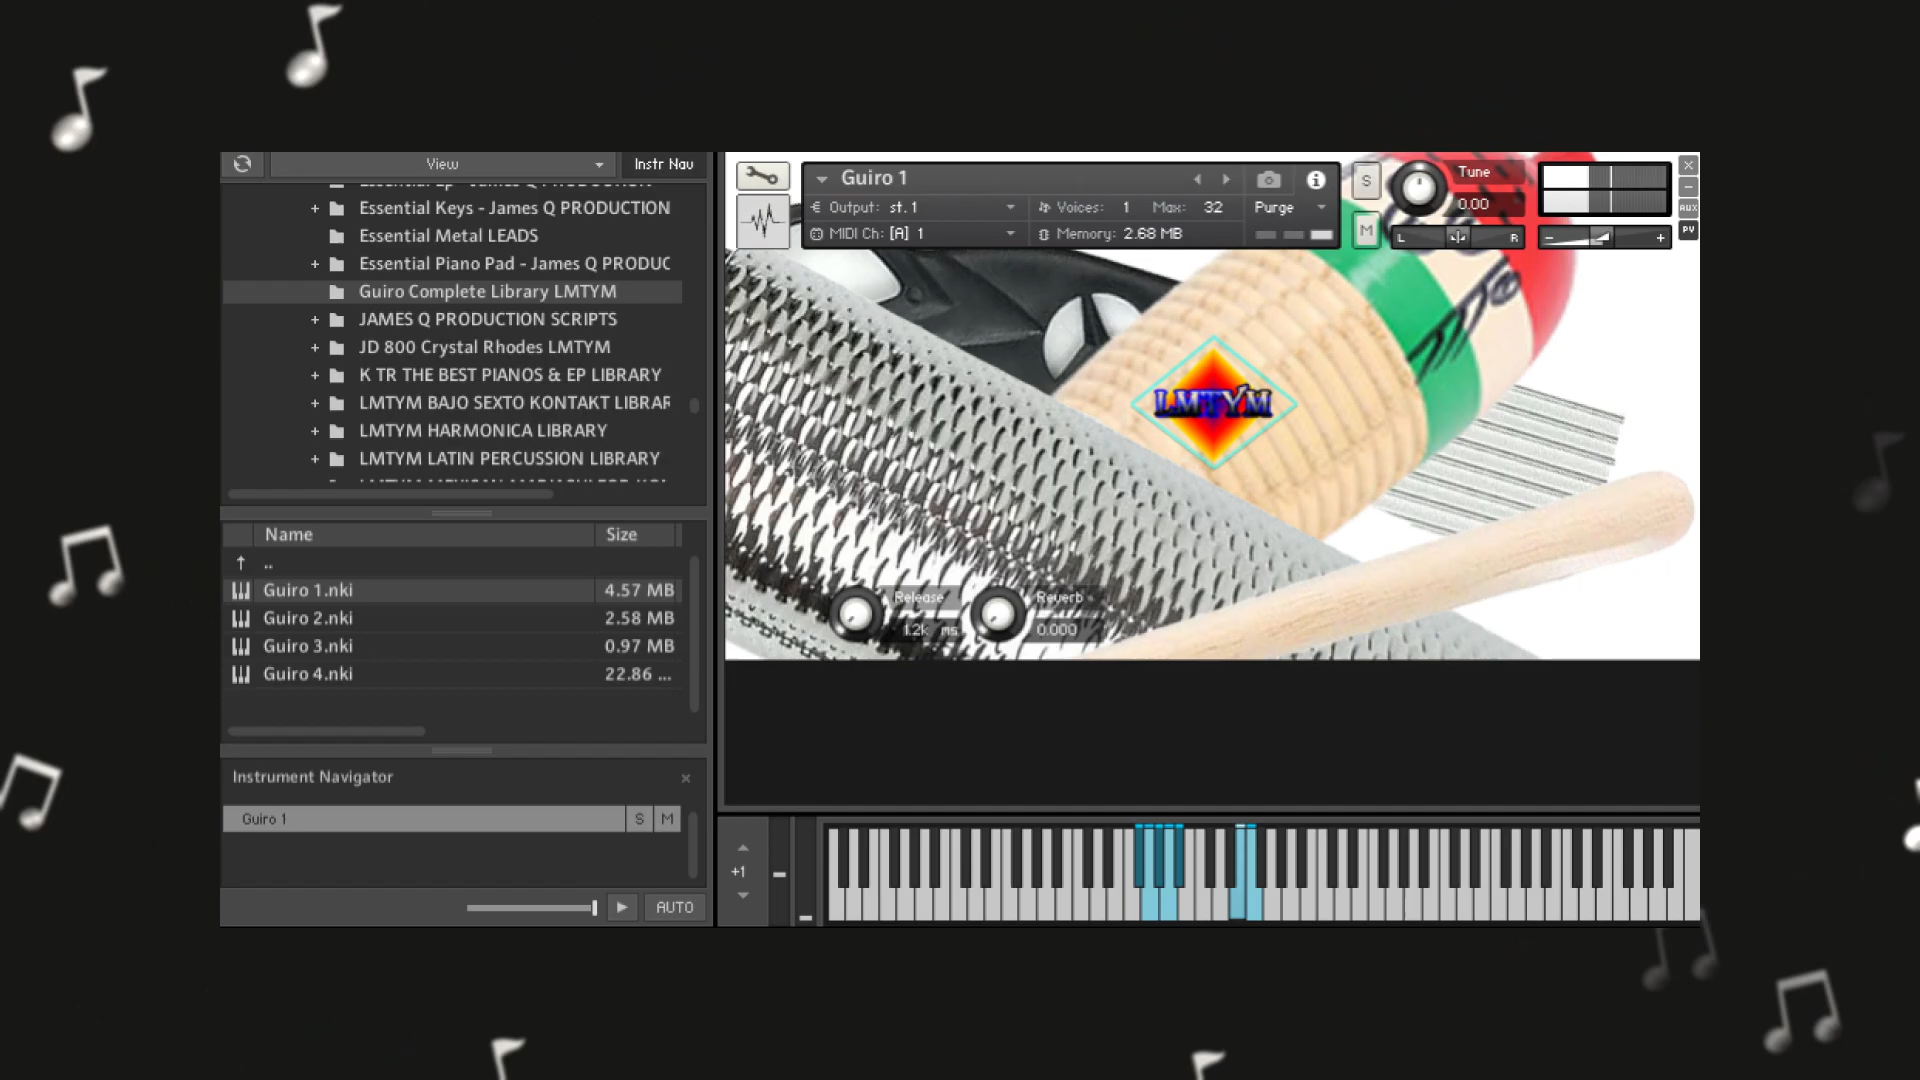 View
Instr Nav
Essential Keys - James Q PRODUCTION
Essential Metal LEADS
Essential Piano Pad - James Q PRODUC
Guiro Complete Library LMTYM
JAMES Q PRODUCTION SCRIPTS
JD 800 Crystal Rhodes LMTYM
K TR THE BEST PIANOS & EP LIBRARY
LMTYM BAJO SEXTO KONTAKT LIBRAR
LMTYM HARMONICA LIBRARY
LMTYM LATIN PERCUSSION LIBRARY
Name Size
..
Guiro 1.nki 4.57 MB
Guiro 2.nki 2.58 MB
Guiro 3.nki 0.97 MB
Guiro 4.nki 22.86 ...
Instrument Navigator
Guiro 1 S M
AUTO
Guiro 1
Output: st.1
Voices: 1 Max: 32
Purge
MIDI Ch: [A] 1
Memory: 2.68 MB
S
M
Tune
0.00
L R
AUX
PV
LMTYM
Release
1.2k ms
Reverb
0.000
+1